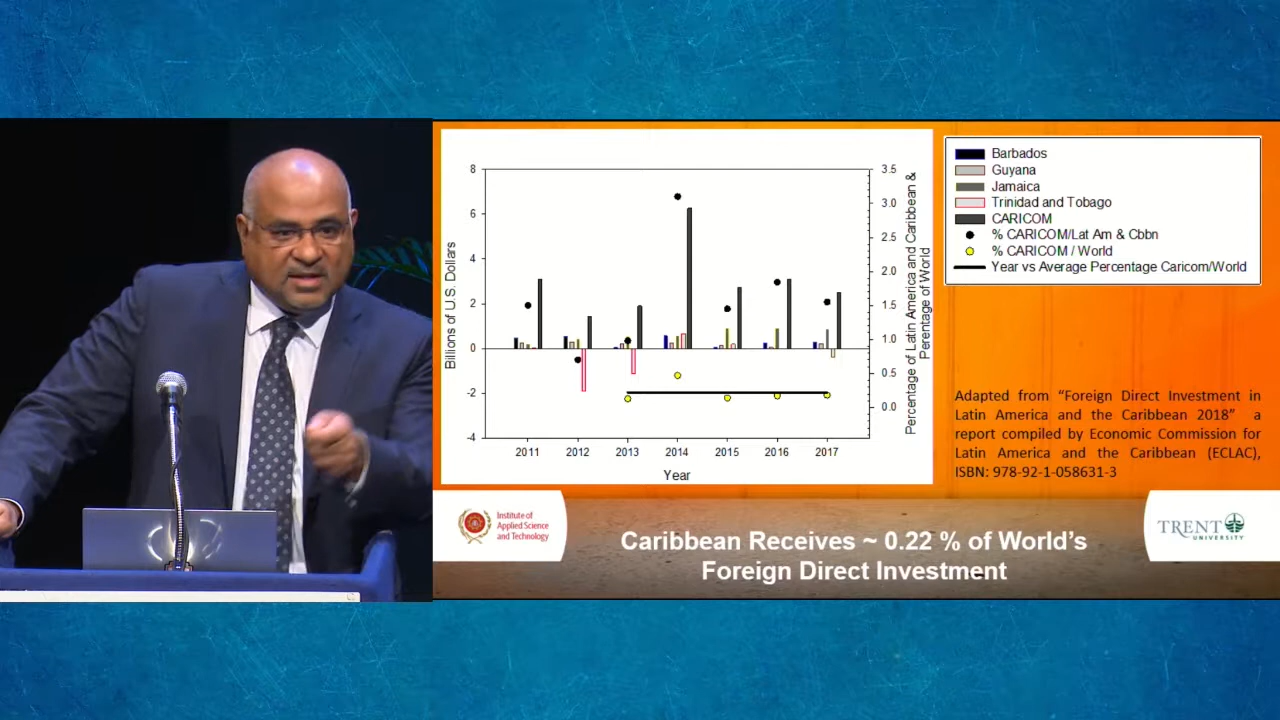 8
6
4
2
0
-2
-4
Billions of U.S. Dollars
2011 2012 2013 2014 2015 2016 2017
Year
3.5
3.0
2.5
2.0
1.5
1.0
0.5
0.0
Percentage of Latin America and Caribbean &
Perentage of World
Barbados
Guyana
Jamaica
Trinidad and Tobago
CARICOM
% CARICOM/Lat Am & Cbbn
% CARICOM / World
Year vs Average Percentage Caricom/World
Adapted from “Foreign Direct Investment in
Latin America and the Caribbean 2018” a
report compiled by Economic Commission for
Latin America and the Caribbean (ECLAC),
ISBN: 978-92-1-058631-3
Institute of
Applied Science
and Technology
Caribbean Receives ~ 0.22 % of World’s
Foreign Direct Investment
TRENT
UNIVERSITY